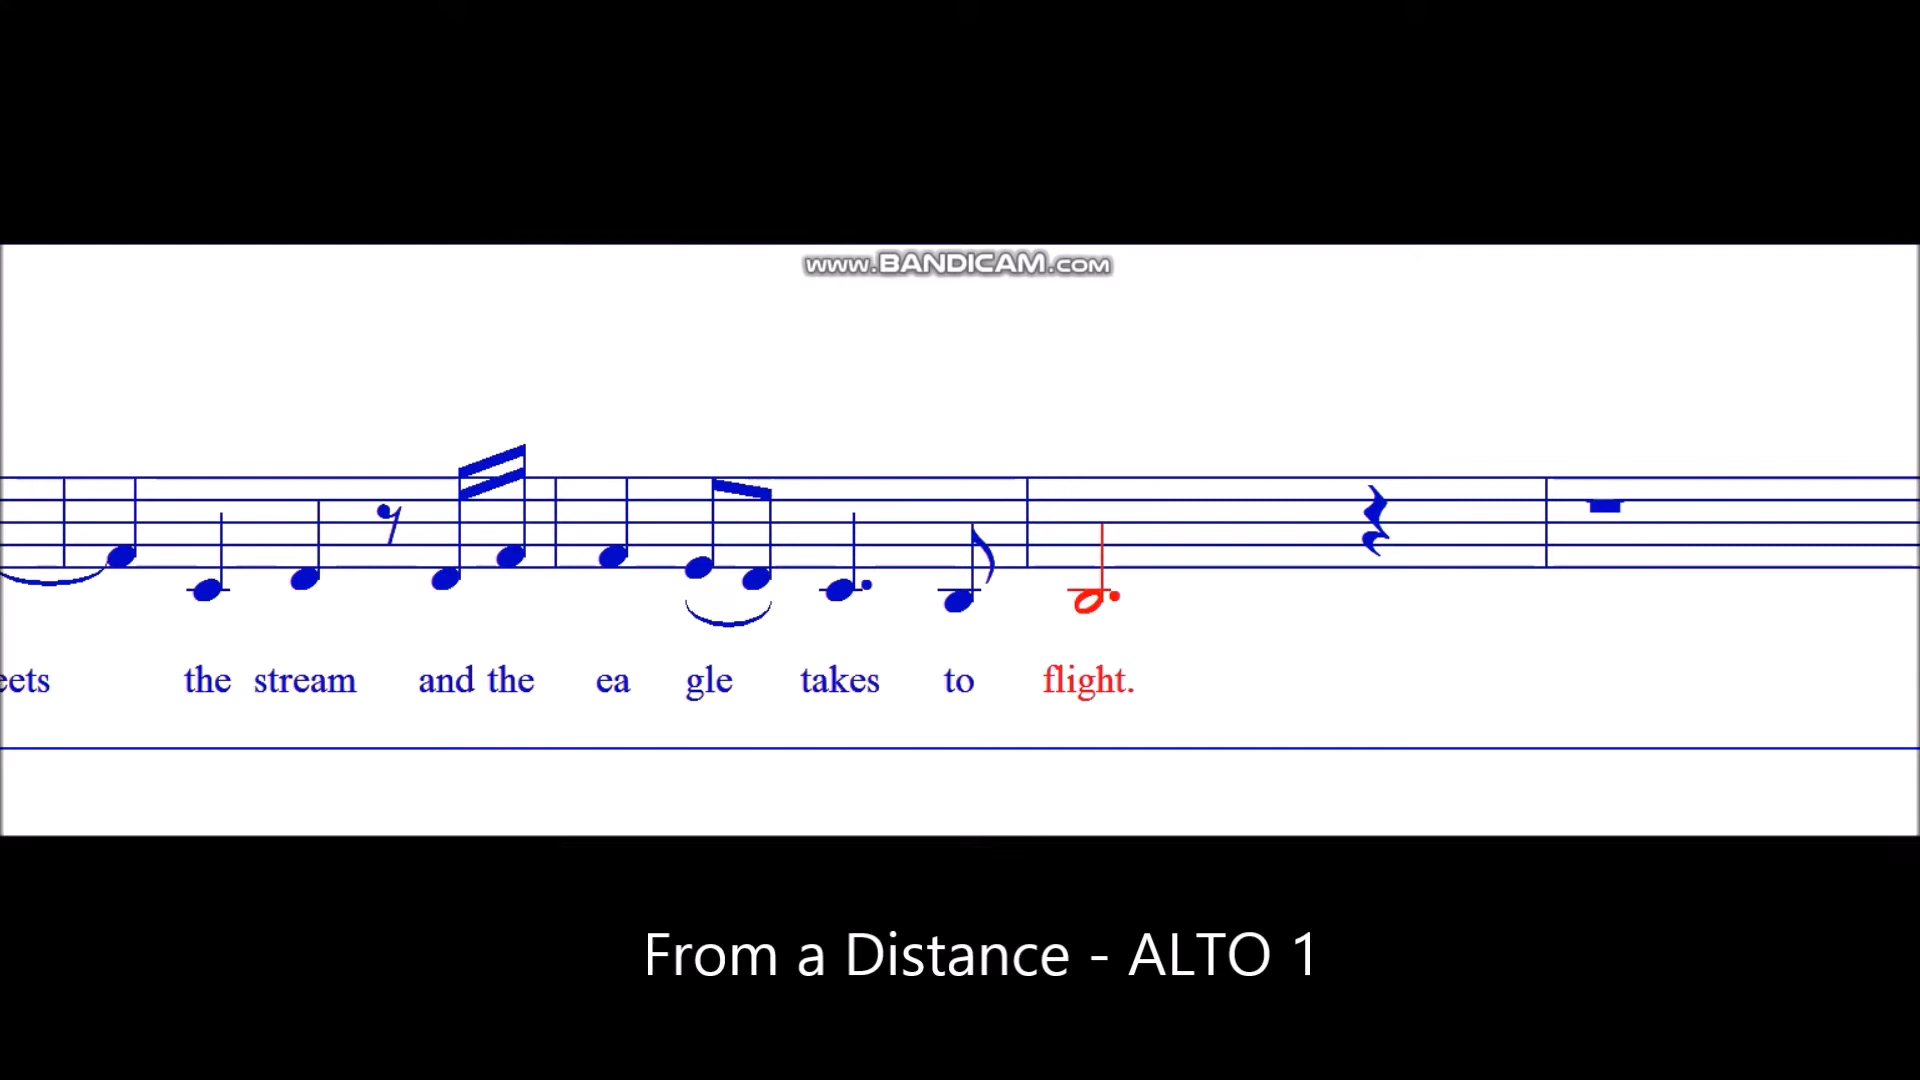 www.BANDICAM.com
eets the stream and the ea gle takes to flight.
From a Distance - ALTO 1